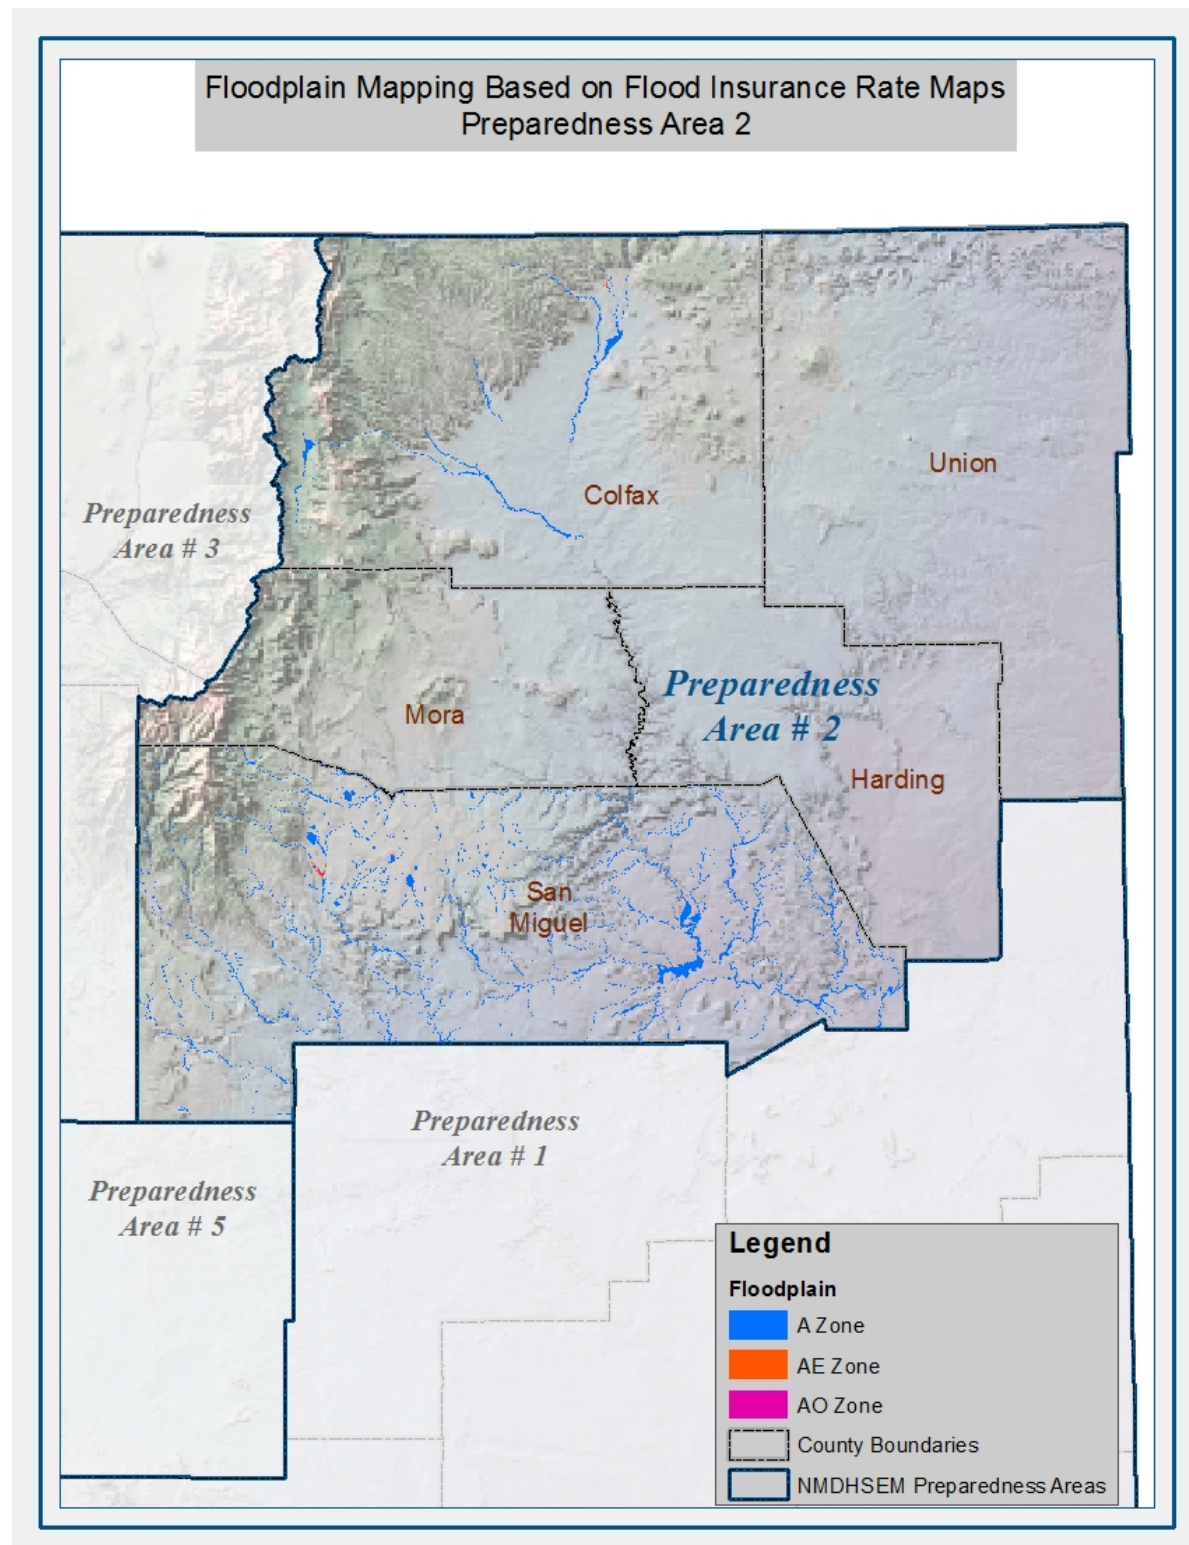 Floodplain Mapping Based on Flood Insurance Rate Maps
Preparedness Area 2
Union
Colfax
Preparedness
Area # 3
Preparedness
Area # 2
Mora
Harding
San
Miguel
Preparedness
Area # 1
Preparedness
Area # 5
Legend
Floodplain
A Zone
AE Zone
AO Zone
County Boundaries
NMDHSEM Preparedness Areas